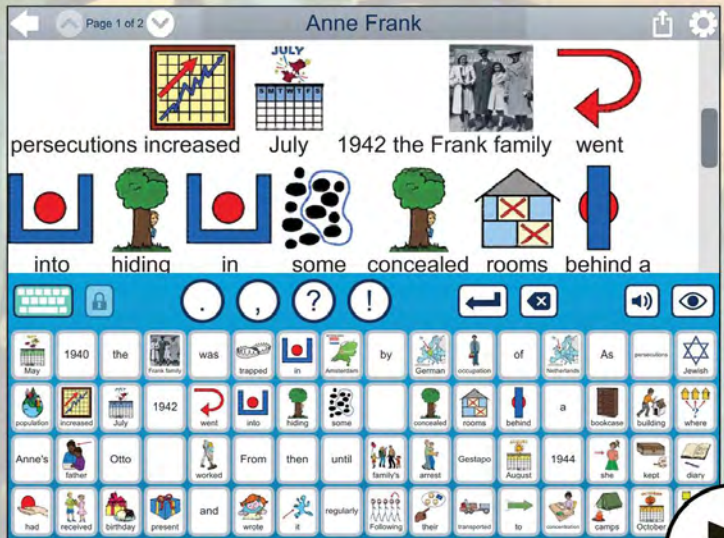 Page 1 of 2
Anne Frank
JULY
S M T W T F S
persecutions increased July 1942 the Frank family went
into hiding in some concealed rooms behind a
. , ? !
May 1940 the Frank family was trapped in Amsterdam by German occupation of Netherlands As persecutions Jewish
population increased July 1942 went into hiding some concealed rooms behind a bookcase building where
Anne's father Otto worked From then until family's arrest Gestapo August 1944 she kept diary
had received birthday present and wrote it regularly Following their transported to concentration camps October